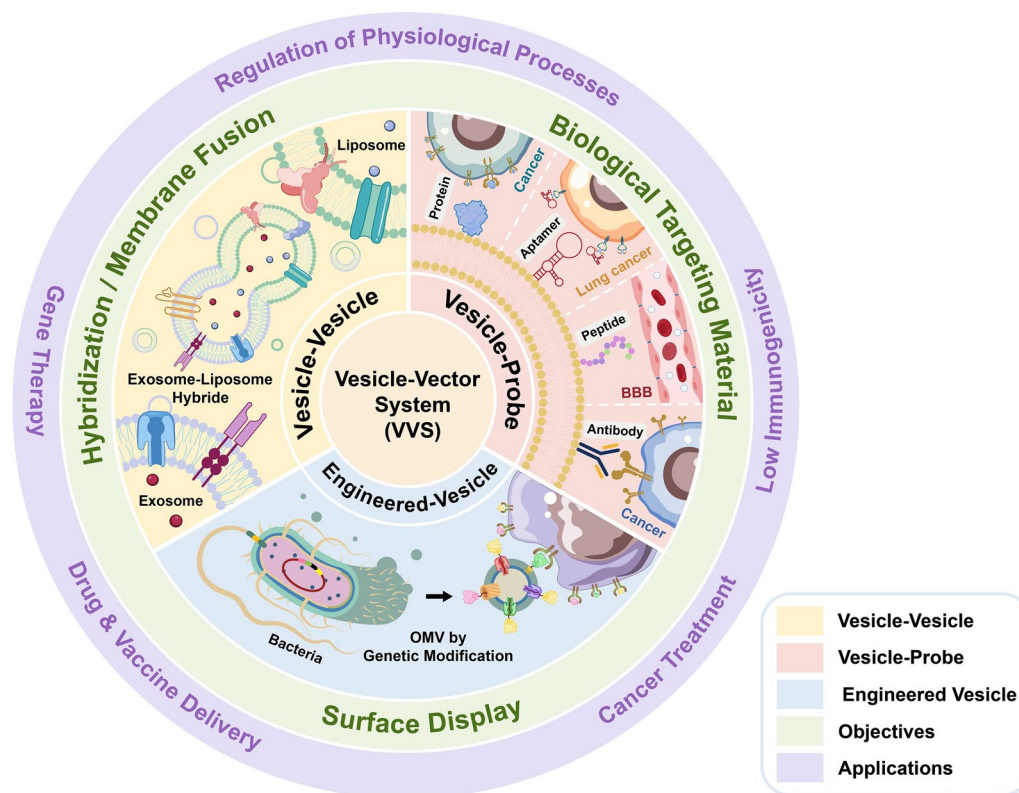 Regulation of Physiological Processes
Hybridization / Membrane Fusion
Biological Targeting Material
Gene Therapy
Low Immunogenicity
Drug & Vaccine Delivery
Cancer Treatment
Surface Display
Liposome
Exosome-Liposome
Hybride
Exosome
Protein
Cancer
Aptamer
Lung cancer
Peptide
BBB
Antibody
Cancer
Vesicle-Vesicle
Vesicle-Probe
Engineered-Vesicle
Vesicle-Vector
System
(VVS)
Bacteria
OMV by
Genetic Modification
Vesicle-Vesicle
Vesicle-Probe
Engineered Vesicle
Objectives
Applications